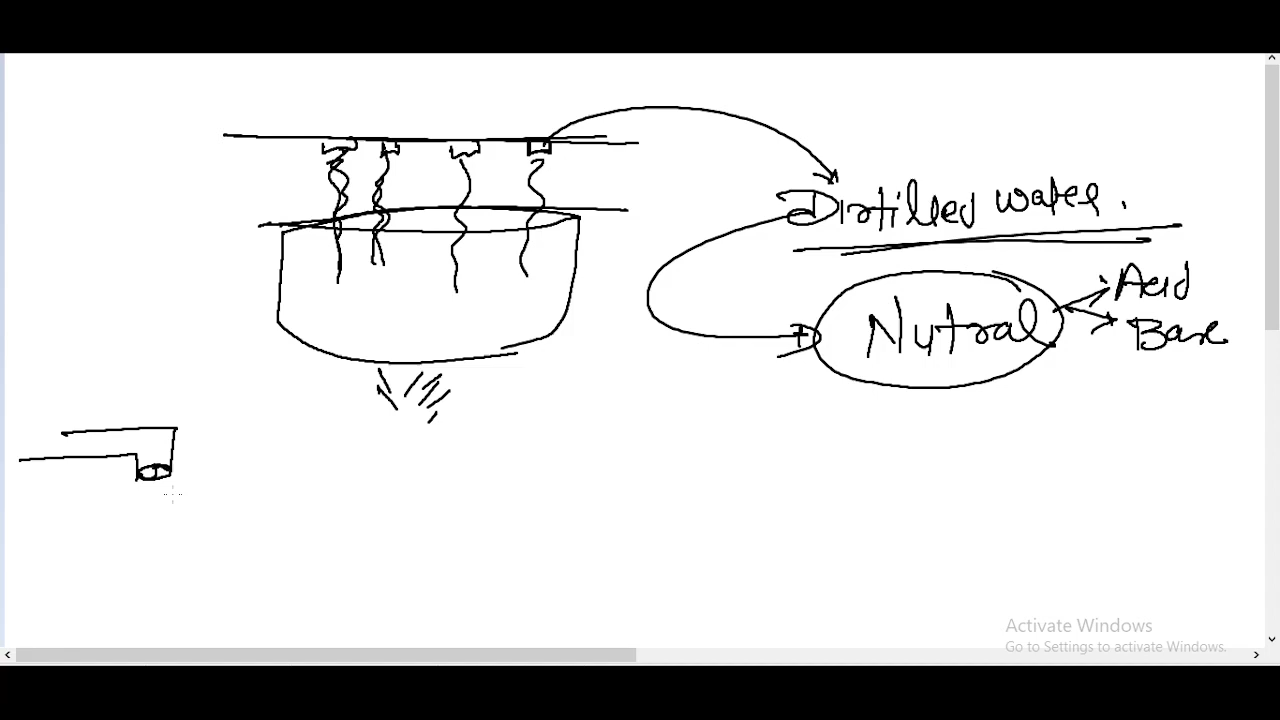 Distilled water.
Nutral
Acid
Base
Activate Windows
Go to Settings to activate Windows.